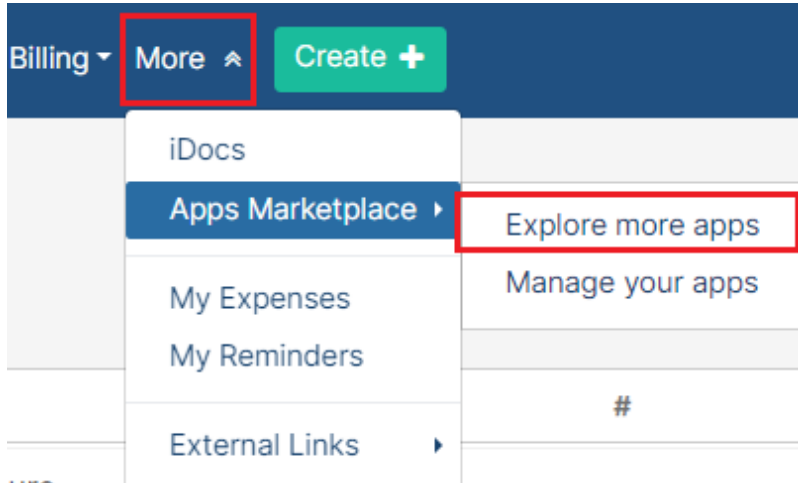 Billing More Create
iDocs
Apps Marketplace
Explore more apps
Manage your apps
My Expenses
My Reminders
#
External Links